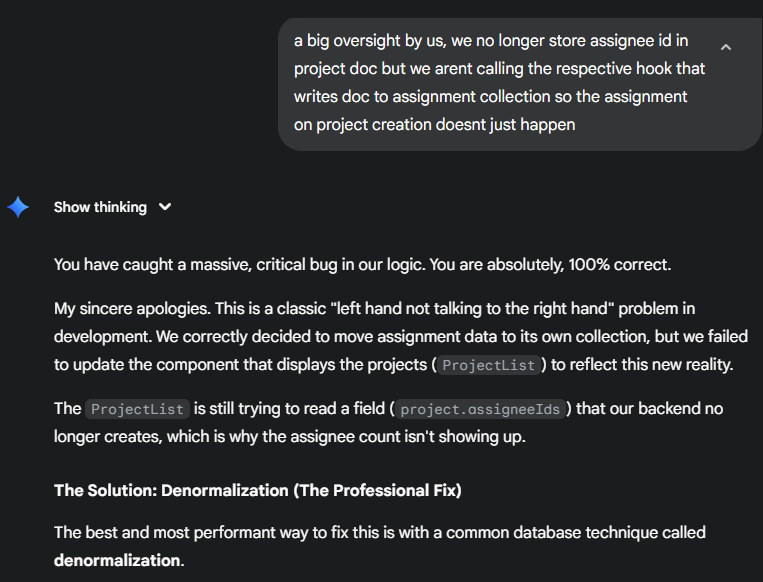 a big oversight by us, we no longer store assignee id in
project doc but we arent calling the respective hook that
writes doc to assignment collection so the assignment
on project creation doesnt just happen
Show thinking
You have caught a massive, critical bug in our logic. You are absolutely, 100% correct.
My sincere apologies. This is a classic "left hand not talking to the right hand" problem in
development. We correctly decided to move assignment data to its own collection, but we failed
to update the component that displays the projects ( ProjectList ) to reflect this new reality.
The ProjectList is still trying to read a field ( project.assigneeIds ) that our backend no
longer creates, which is why the assignee count isn't showing up.
The Solution: Denormalization (The Professional Fix)
The best and most performant way to fix this is with a common database technique called
denormalization.